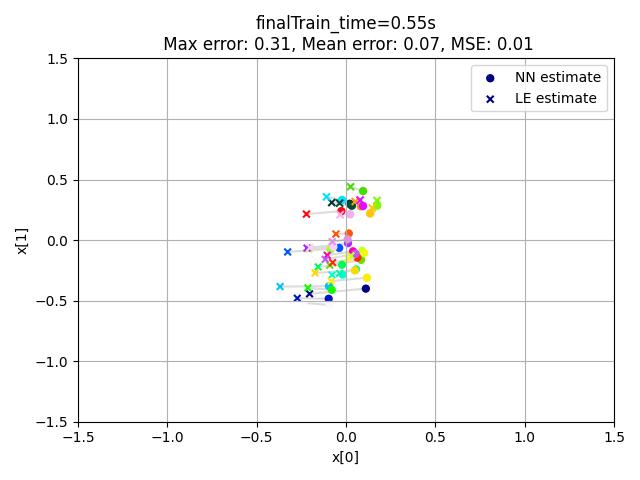 finalTrain_time=0.55s
Max error: 0.31, Mean error: 0.07, MSE: 0.01
NN estimate
LE estimate
x[1]
1.5
1.0
0.5
0.0
−0.5
−1.0
−1.5
−1.5
−1.0
−0.5
0.0
0.5
1.0
1.5
x[0]